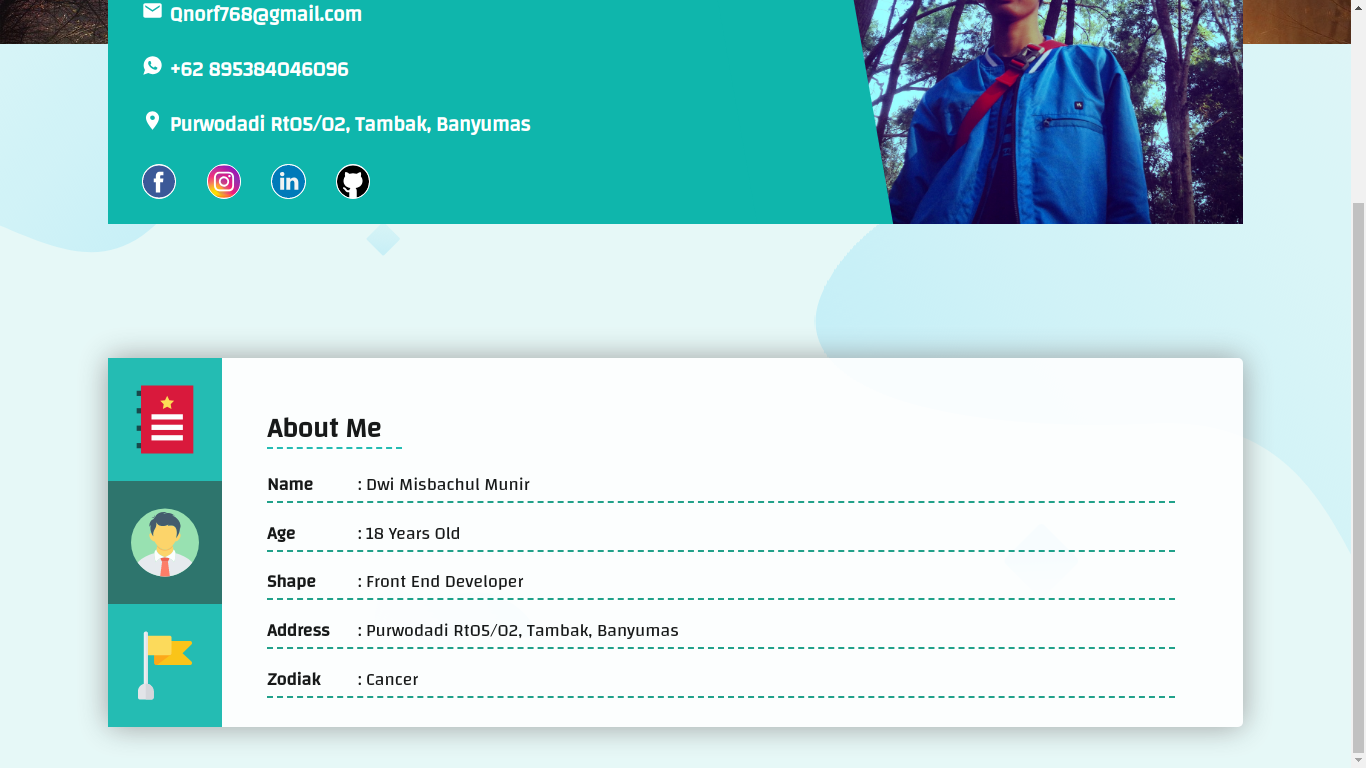 Qnorf768@gmail.com
+62 895384046096
Purwodadi Rt05/02, Tambak, Banyumas
About Me
Name : Dwi Misbachul Munir
Age : 18 Years Old
Shape : Front End Developer
Address : Purwodadi Rt05/02, Tambak, Banyumas
Zodiak : Cancer